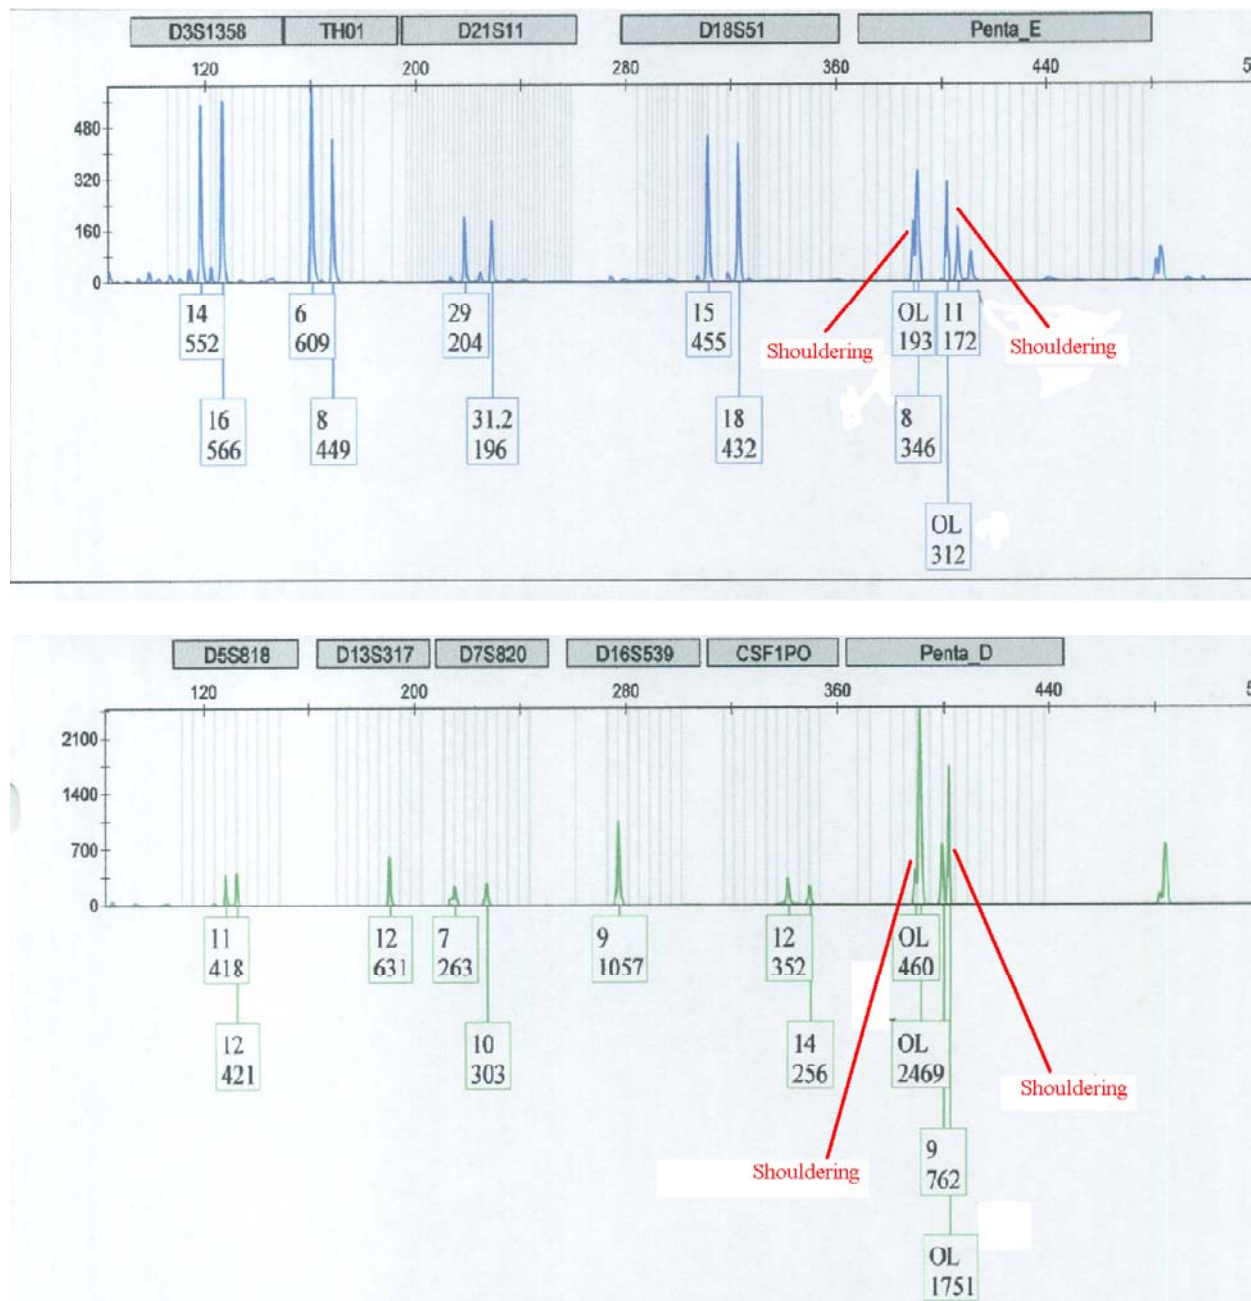 D3S1358 TH01 D21S11 D18S51 Penta_E
120 200 280 360 440 5
480
320
160
0
14 6 29 15 OL 11
552 609 204 455 193 172
Shouldering Shouldering
16 8 31.2 18 8
566 449 196 432 346
OL
312
D5S818 D13S317 D7S820 D16S539 CSF1PO Penta_D
120 200 280 360 440 5
2100
1400
700
0
11 12 7 9 12 OL
418 631 263 1057 352 460
12 10 14 OL
421 303 256 2469
Shouldering
9
762
Shouldering
OL
1751